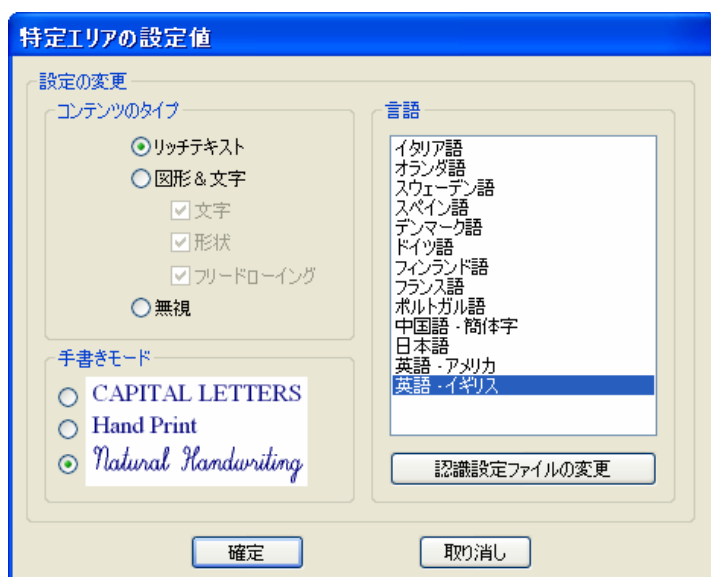 特定エリアの設定値
設定の変更
コンテンツのタイプ
リッチテキスト
図形＆文字
文字
形状
フリードローイング
無視
手書きモード
CAPITAL LETTERS
Hand Print
Natural Handwriting
言語
イタリア語
オランダ語
スウェーデン語
スペイン語
デンマーク語
ドイツ語
フィンランド語
フランス語
ポルトガル語
中国語 - 簡体字
日本語
英語 - アメリカ
英語 - イギリス
認識設定ファイルの変更
確定
取り消し